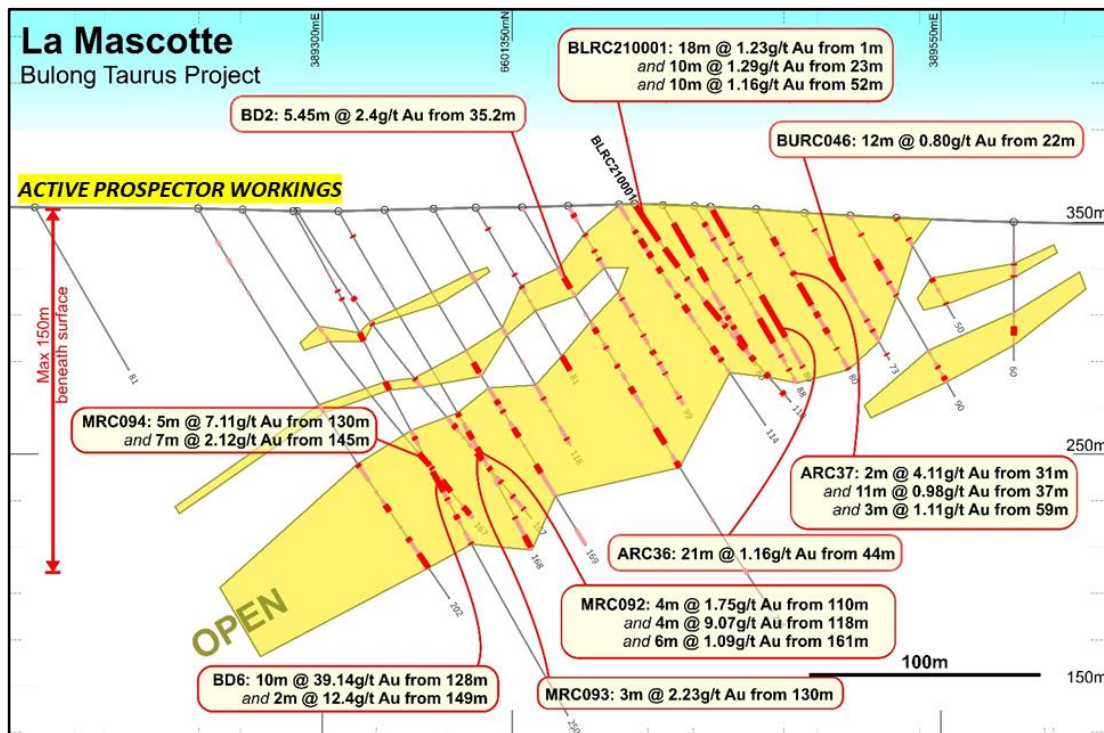 La Mascotte
Bulong Taurus Project
389300mE
6601350mN
389550mE
BLRC210001: 18m @ 1.23g/t Au from 1m
and 10m @ 1.29g/t Au from 23m
and 10m @ 1.16g/t Au from 52m
BD2: 5.45m @ 2.4g/t Au from 35.2m
BURC046: 12m @ 0.80g/t Au from 22m
BLRC210001
ACTIVE PROSPECTOR WORKINGS
350m
Max 150m
beneath surface
81
50
60
73
90
81
99
80
88
114
118
250m
MRC094: 5m @ 7.11g/t Au from 130m
and 7m @ 2.12g/t Au from 145m
ARC37: 2m @ 4.11g/t Au from 31m
and 11m @ 0.98g/t Au from 37m
and 3m @ 1.11g/t Au from 59m
167
168
169
202
ARC36: 21m @ 1.16g/t Au from 44m
MRC092: 4m @ 1.75g/t Au from 110m
and 4m @ 9.07g/t Au from 118m
and 6m @ 1.09g/t Au from 161m
OPEN
100m
150m
BD6: 10m @ 39.14g/t Au from 128m
and 2m @ 12.4g/t Au from 149m
MRC093: 3m @ 2.23g/t Au from 130m
250